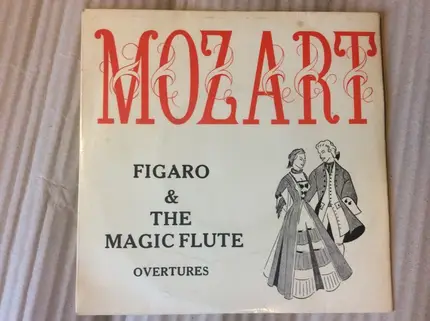 MOZART
FIGARO
&
THE
MAGIC FLUTE
OVERTURES